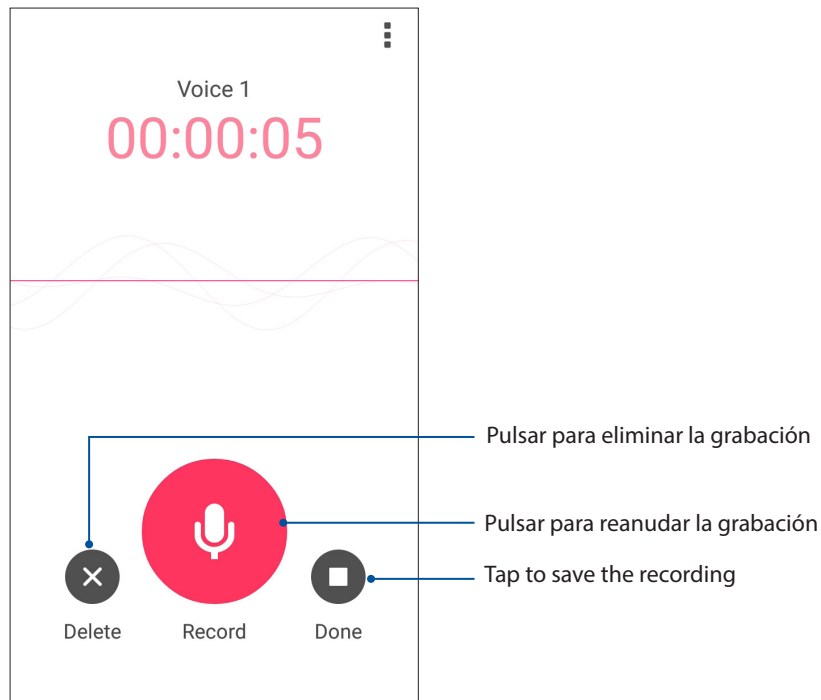 Voice 1
00:00:05
Pulsar para eliminar la grabación
Pulsar para reanudar la grabación
Tap to save the recording
Delete Record Done